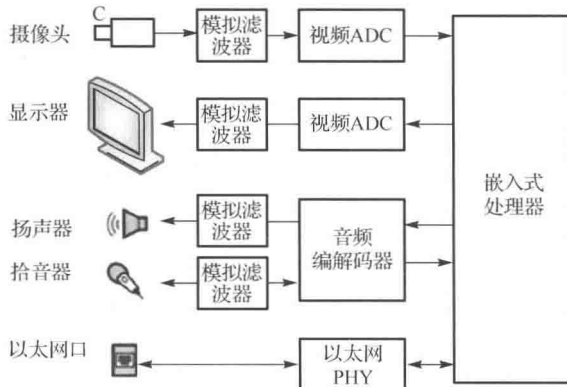 摄像头
C
模拟滤
波器
视频ADC
显示器
模拟滤
波器
视频ADC
嵌入式
处理器
扬声器
模拟滤
波器
音频
编解码器
拾音器
模拟滤
波器
以太网口
以太网
PHY